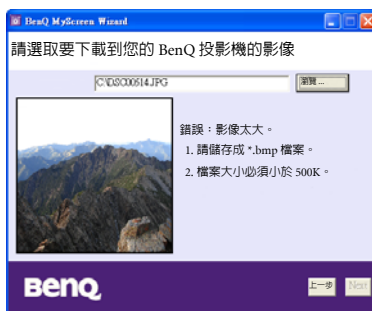 BenQ MyScreen Wizard
請選取要下載到您的 BenQ 投影機的影像
C:\DSC00514.JPG
瀏覽...
錯誤：影像太大。
1. 請儲存成 *.bmp 檔案。
2. 檔案大小必須小於 500K。
BenQ
上一步
Next